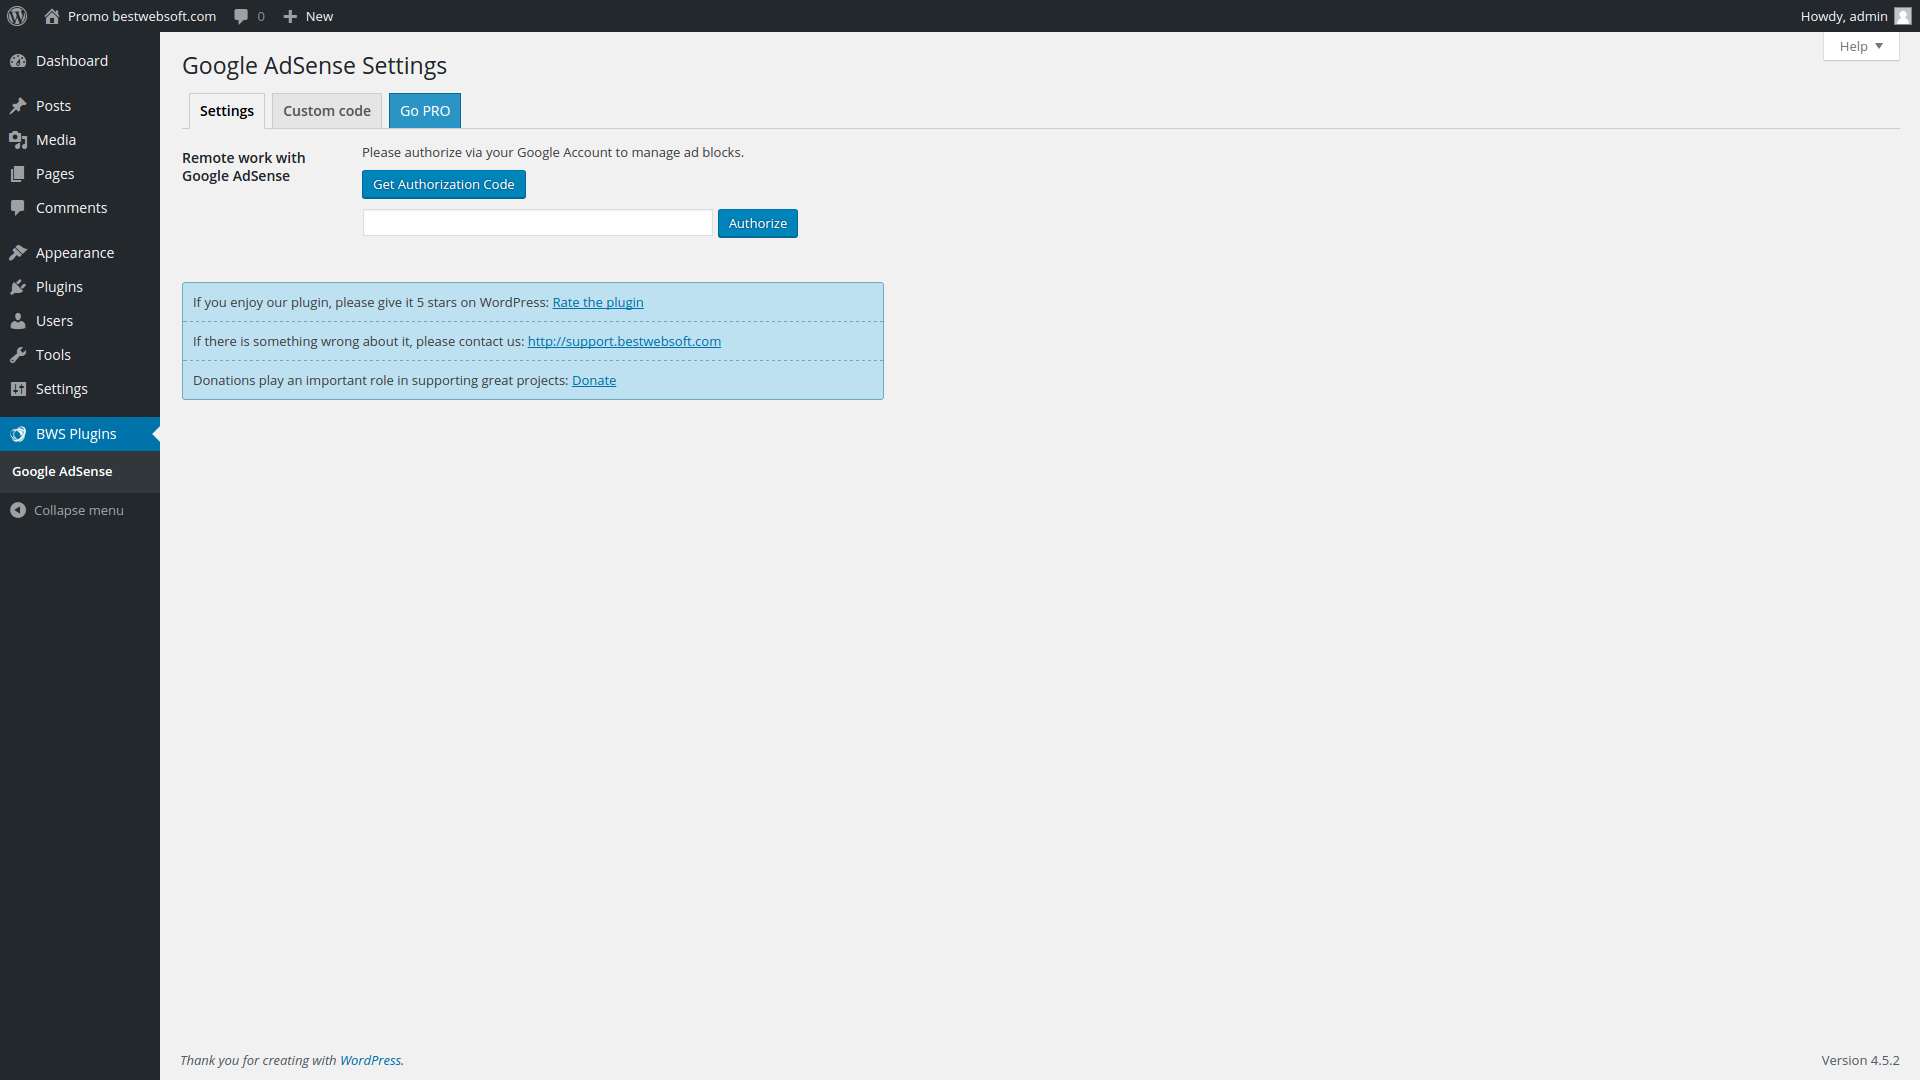 Promo bestwebsoft.com
0
New
Howdy, admin
Help
Dashboard
Posts
Media
Pages
Comments
Appearance
Plugins
Users
Tools
Settings
BWS Plugins
Google AdSense
Collapse menu
Google AdSense Settings
Settings
Custom code
Go PRO
Remote work with
Google AdSense
Please authorize via your Google Account to manage ad blocks.
Get Authorization Code
Authorize
If you enjoy our plugin, please give it 5 stars on WordPress: Rate the plugin
If there is something wrong about it, please contact us: http://support.bestwebsoft.com
Donations play an important role in supporting great projects: Donate
Thank you for creating with WordPress.
Version 4.5.2